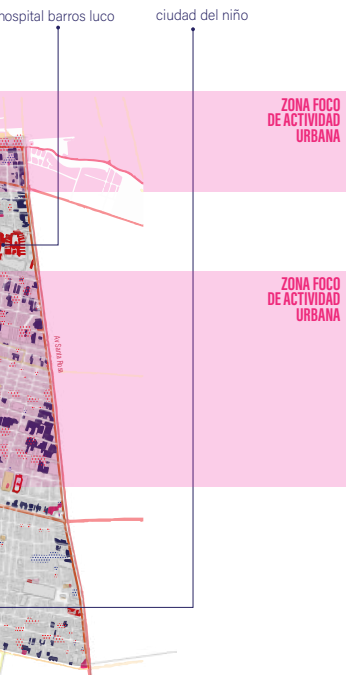 hospital barros luco
ciudad del niño
ZONA FOCO
DE ACTIVIDAD
URBANA
ZONA FOCO
DE ACTIVIDAD
URBANA
Av Santa Rosa